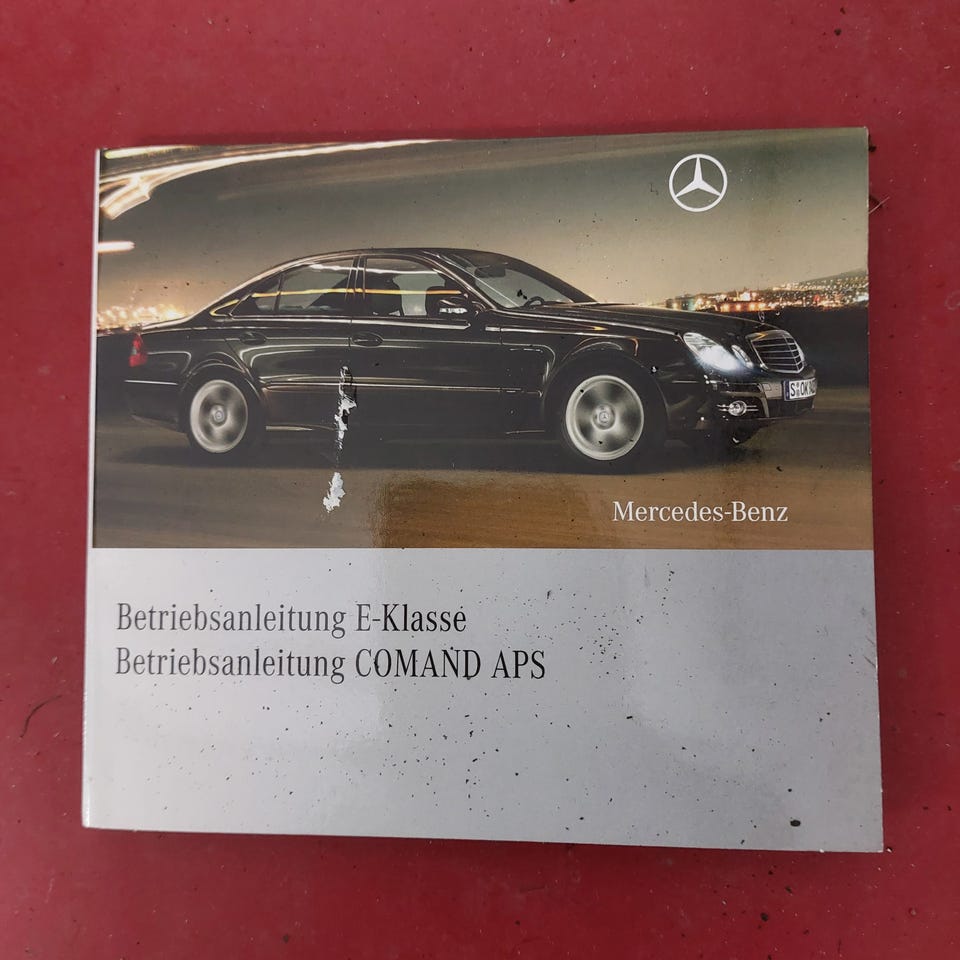 Mercedes-Benz
Betriebsanleitung E-Klasse
Betriebsanleitung COMAND APS